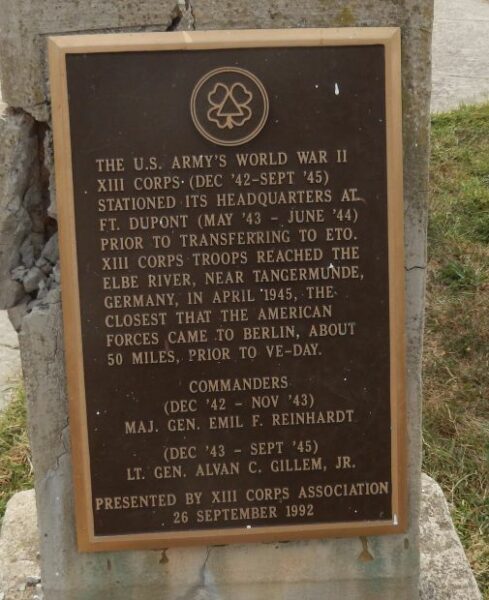 THE U.S. ARMY'S WORLD WAR II
XIII CORPS (DEC '42-SEPT '45)
STATIONED ITS HEADQUARTERS AT
FT. DUPONT (MAY '43 - JUNE '44)
PRIOR TO TRANSFERRING TO ETO.
XIII CORPS TROOPS REACHED THE
ELBE RIVER, NEAR TANGERMUNDE,
GERMANY, IN APRIL 1945, THE
CLOSEST THAT THE AMERICAN
FORCES CAME TO BERLIN, ABOUT
50 MILES, PRIOR TO VE-DAY.
COMMANDERS
(DEC '42 - NOV '43)
MAJ. GEN. EMIL F. REINHARDT
(DEC '43 - SEPT '45)
LT. GEN. ALVAN C. GILLEM, JR.
PRESENTED BY XIII CORPS ASSOCIATION
26 SEPTEMBER 1992